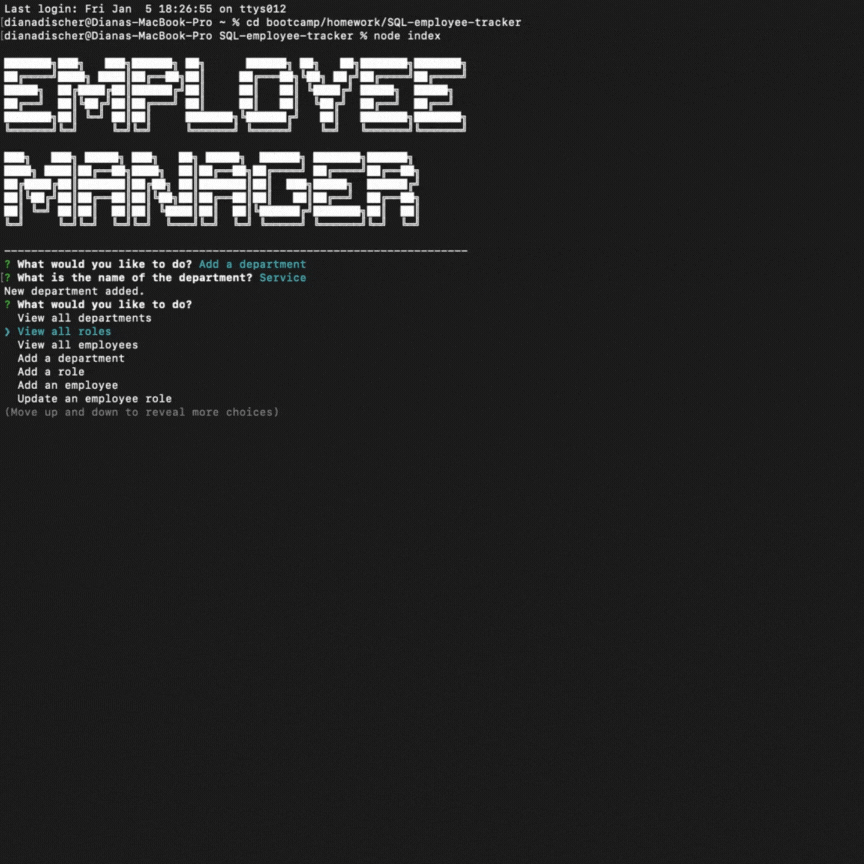 Last login: Fri Jan  5 18:26:55 on ttys012
[dianadischer@Dianas-MacBook-Pro ~ % cd bootcamp/homework/SQL-employee-tracker
[dianadischer@Dianas-MacBook-Pro SQL-employee-tracker % node index
EMPLOYEE
MANAGER
---------------------------------------------------------------------
? What would you like to do? Add a department
[? What is the name of the department? Service
New department added.
? What would you like to do?
View all departments
❯ View all roles
View all employees
Add a department
Add a role
Add an employee
Update an employee role
(Move up and down to reveal more choices)